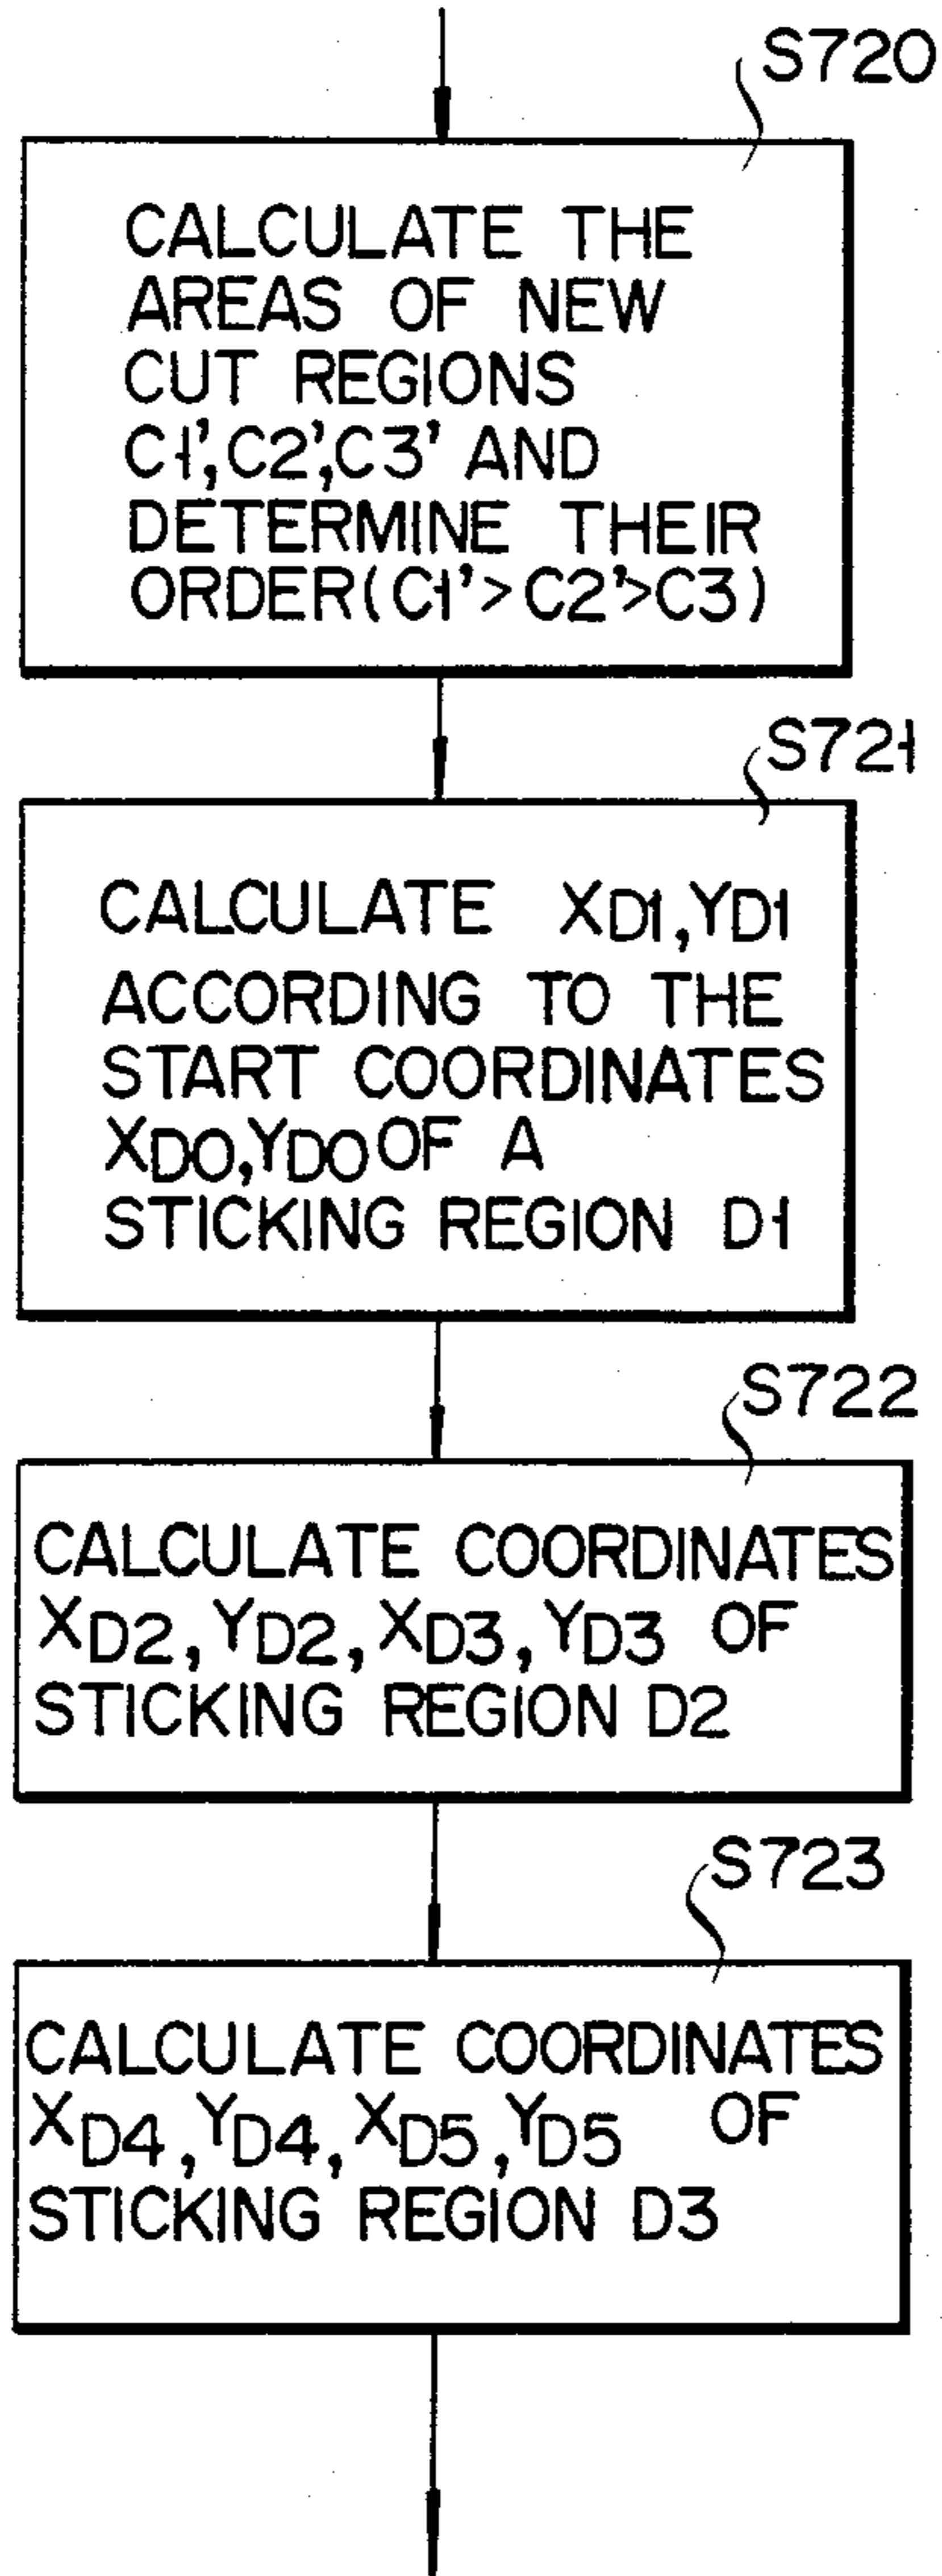 S720
CALCULATE THE
AREAS OF NEW
CUT REGIONS
C1',C2',C3' AND
DETERMINE THEIR
ORDER(C1'>C2'>C3)
S721
CALCULATE XD1,YD1
ACCORDING TO THE
START COORDINATES
XD0,YD0 OF A
STICKING REGION D1
S722
CALCULATE COORDINATES
XD2,YD2,XD3,YD3 OF
STICKING REGION D2
S723
CALCULATE COORDINATES
XD4,YD4,XD5,YD5 OF
STICKING REGION D3